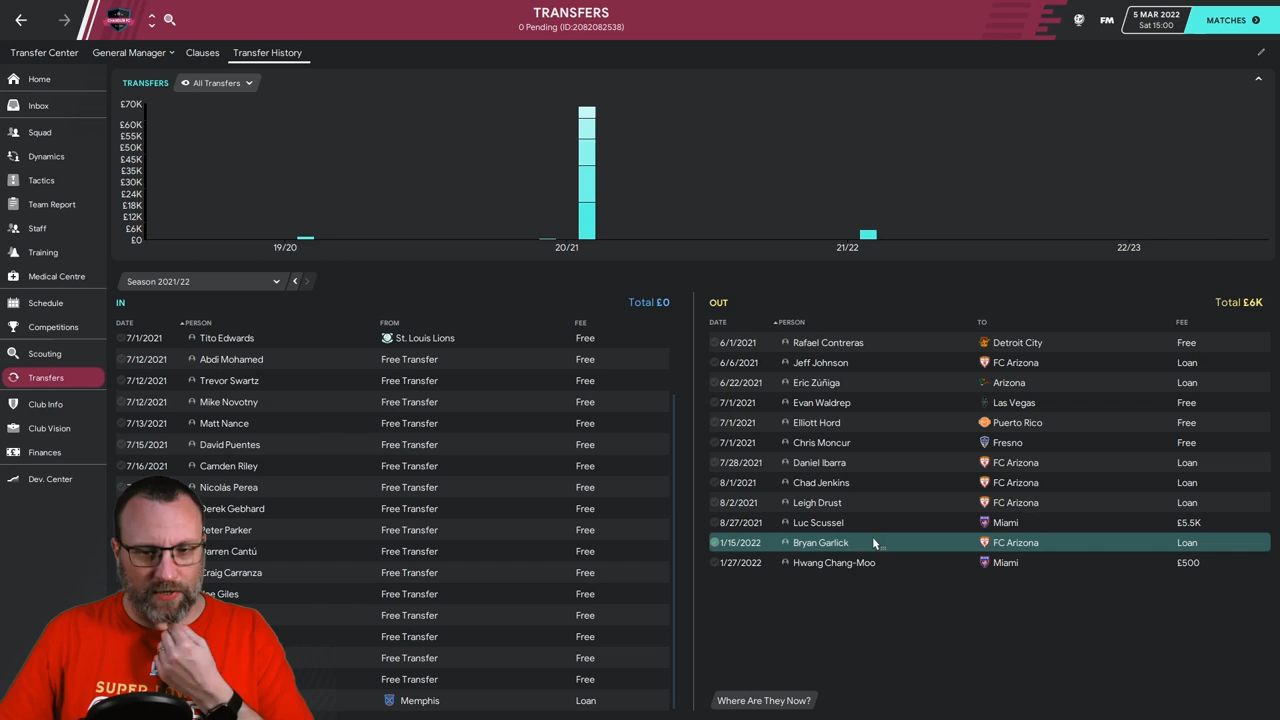 TRANSFERS
0 Pending (ID:2082082538)
FM
5 MAR 2022
Sat 15:00
MATCHES
Transfer Center
General Manager
Clauses
Transfer History
Home
Inbox
Squad
Dynamics
Tactics
Team Report
Staff
Training
Medical Centre
Schedule
Competitions
Scouting
Transfers
Club Info
Club Vision
Finances
Dev. Center
TRANSFERS
All Transfers
£70K
£60K
£55K
£50K
£45K
£35K
£30K
£24K
£18K
£12K
£6K
£0
19/20
20/21
21/22
22/23
Season 2021/22
IN
Total £0
DATE PERSON FROM FEE
7/1/2021 Tito Edwards St. Louis Lions Free
7/12/2021 Abdi Mohamed Free Transfer Free
7/12/2021 Trevor Swartz Free Transfer Free
7/12/2021 Mike Novotny Free Transfer Free
7/13/2021 Matt Nance Free Transfer Free
7/15/2021 David Puentes Free Transfer Free
7/16/2021 Camden Riley Free Transfer Free
Nicolás Perea Free Transfer Free
Derek Gebhard Free Transfer Free
Peter Parker Free Transfer Free
Darren Cantú Free Transfer Free
Craig Carranza Free Transfer Free
Giles Free Transfer Free
Free Transfer Free
Free Transfer Free
Free Transfer Free
Free Transfer Free
Memphis Loan
OUT
Total £6K
DATE PERSON TO FEE
6/1/2021 Rafael Contreras Detroit City Free
6/6/2021 Jeff Johnson FC Arizona Loan
6/22/2021 Eric Zúñiga Arizona Loan
7/1/2021 Evan Waldrep Las Vegas Free
7/1/2021 Elliott Hord Puerto Rico Free
7/1/2021 Chris Moncur Fresno Free
7/28/2021 Daniel Ibarra FC Arizona Loan
8/1/2021 Chad Jenkins FC Arizona Loan
8/2/2021 Leigh Drust FC Arizona Loan
8/27/2021 Luc Scussel Miami £5.5K
1/15/2022 Bryan Garlick FC Arizona Loan
1/27/2022 Hwang Chang-Moo Miami £500
Where Are They Now?
SUPER